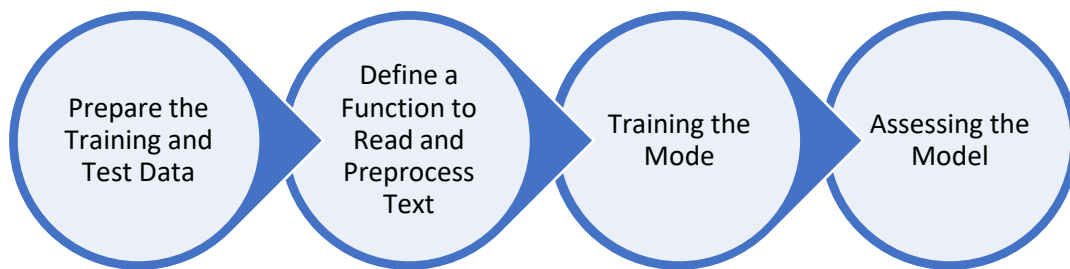 Prepare the
Training and
Test Data
Define a
Function to
Read and
Preprocess
Text
Training the
Mode
Assessing the
Model